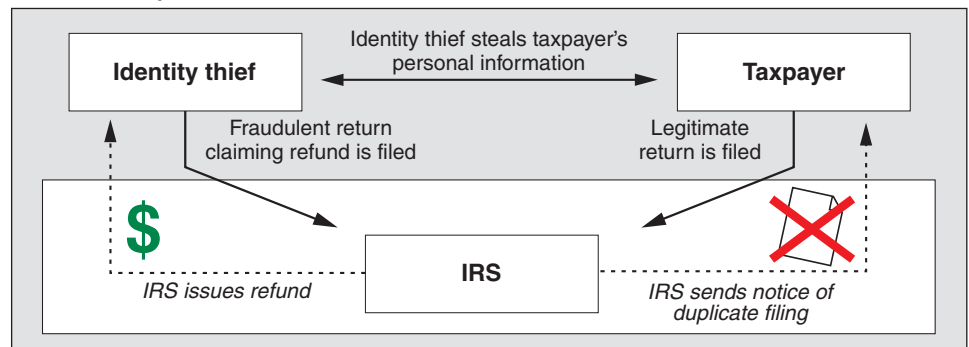 Identity thief steals taxpayer's
personal information
Identity thief
Taxpayer
Fraudulent return
claiming refund is filed
Legitimate
return is filed
$
IRS
IRS issues refund
IRS sends notice of
duplicate filing